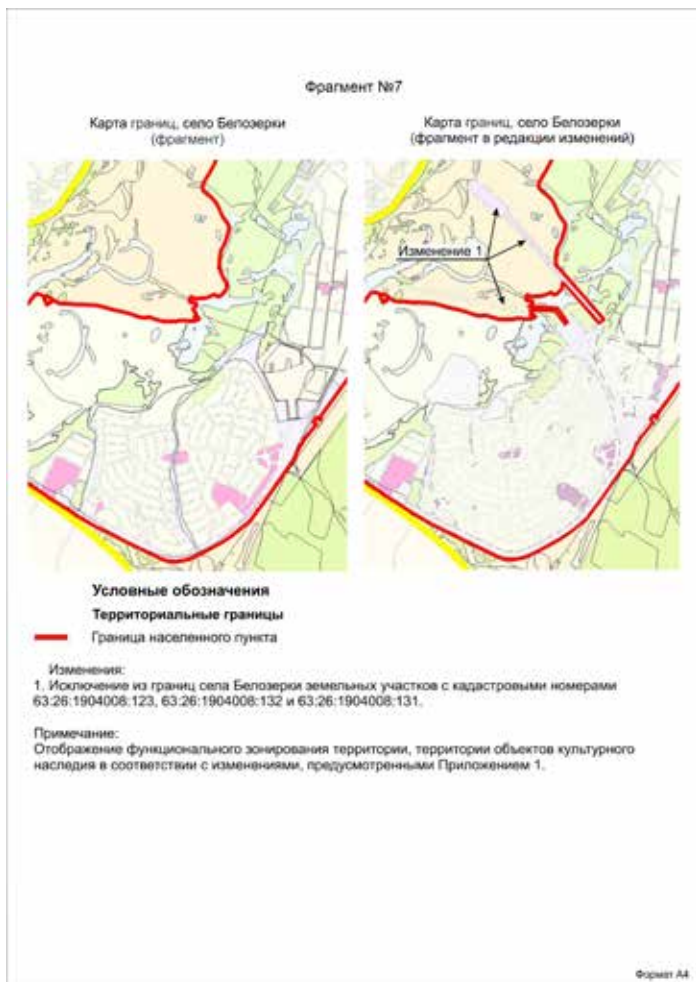 Фрагмент №7
Карта границ, село Белозерки
(фрагмент)
Карта границ, село Белозерки
(фрагмент в редакции изменений)
Изменение 1
Условные обозначения
Территориальные границы
Граница населенного пункта
Изменения:
1. Исключение из границ села Белозерки земельных участков с кадастровыми номерами
63:26:1904008:123, 63:26:1904008:132 и 63:26:1904008:131.
Примечание:
Отображение функционального зонирования территории, территории объектов культурного
наследия в соответствии с изменениями, предусмотренными Приложением 1.
Формат А4